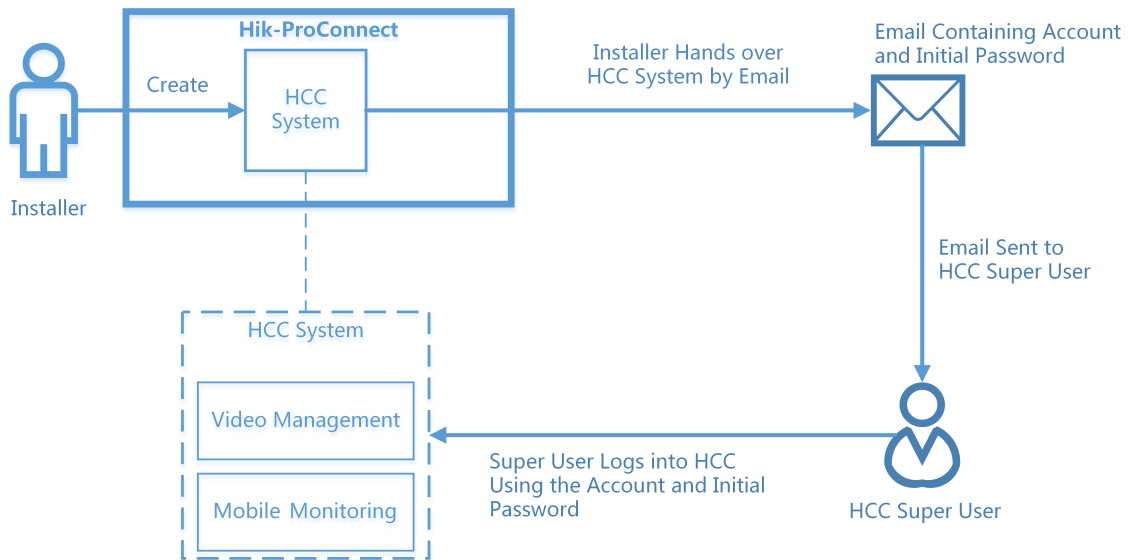 Hik-ProConnect
Email Containing Account
and Initial Password
Installer Hands over
HCC System by Email
Create
HCC
System
Installer
Email Sent to
HCC Super User
HCC System
Video Management
Super User Logs into HCC
Using the Account and Initial
Password
Mobile Monitoring
HCC Super User